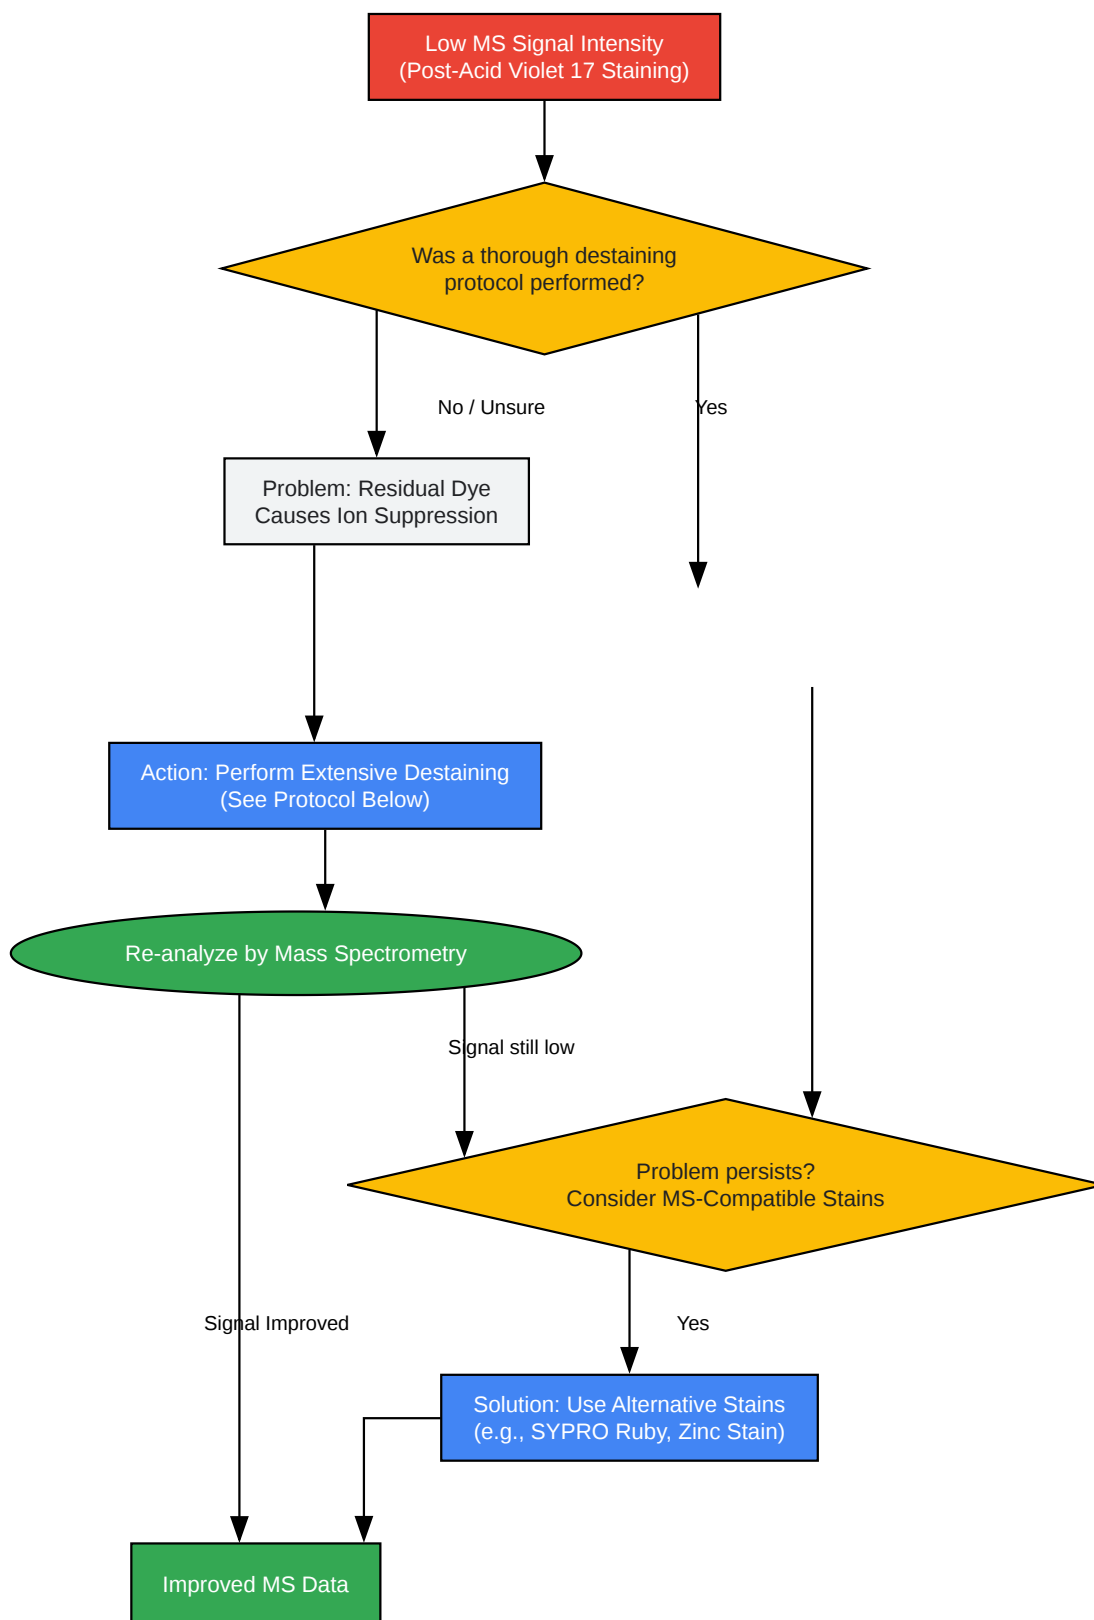 Low MS Signal Intensity
(Post-Acid Violet 17 Staining)
Was a thorough destaining
protocol performed?
No / Unsure
Yes
Problem: Residual Dye
Causes Ion Suppression
Action: Perform Extensive Destaining
(See Protocol Below)
Re-analyze by Mass Spectrometry
Signal still low
Problem persists?
Consider MS-Compatible Stains
Signal Improved
Yes
Solution: Use Alternative Stains
(e.g., SYPRO Ruby, Zinc Stain)
Improved MS Data